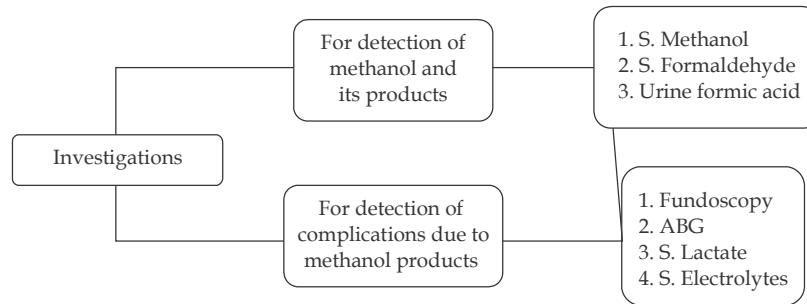 Investigations
For detection of
methanol and
its products
1. S. Methanol
2. S. Formaldehyde
3. Urine formic acid
For detection of
complications due to
methanol products
1. Fundoscopy
2. ABG
3. S. Lactate
4. S. Electrolytes